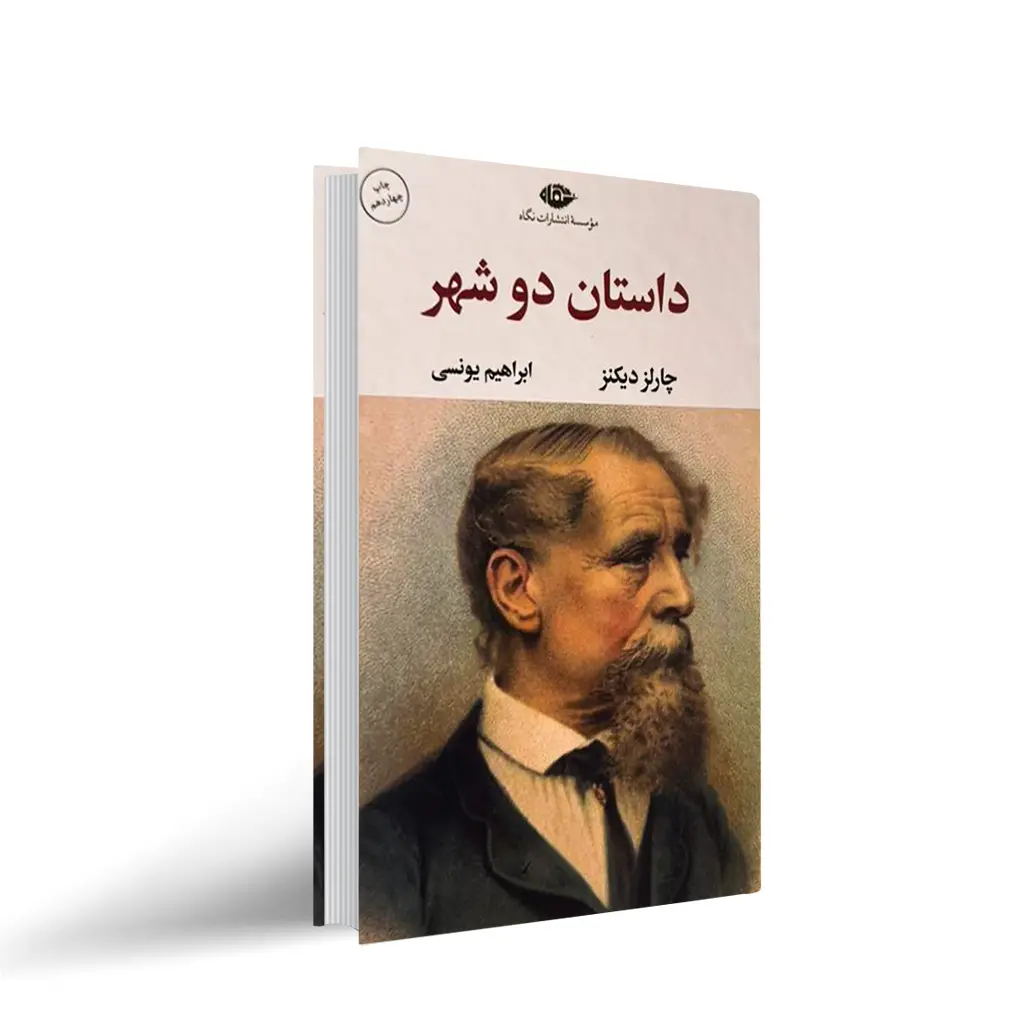 چاپ
چهاردهم
مؤسسهٔ انتشارات نگاه
داستان دو شهر
چارلز دیکنز ابراهیم یونسی